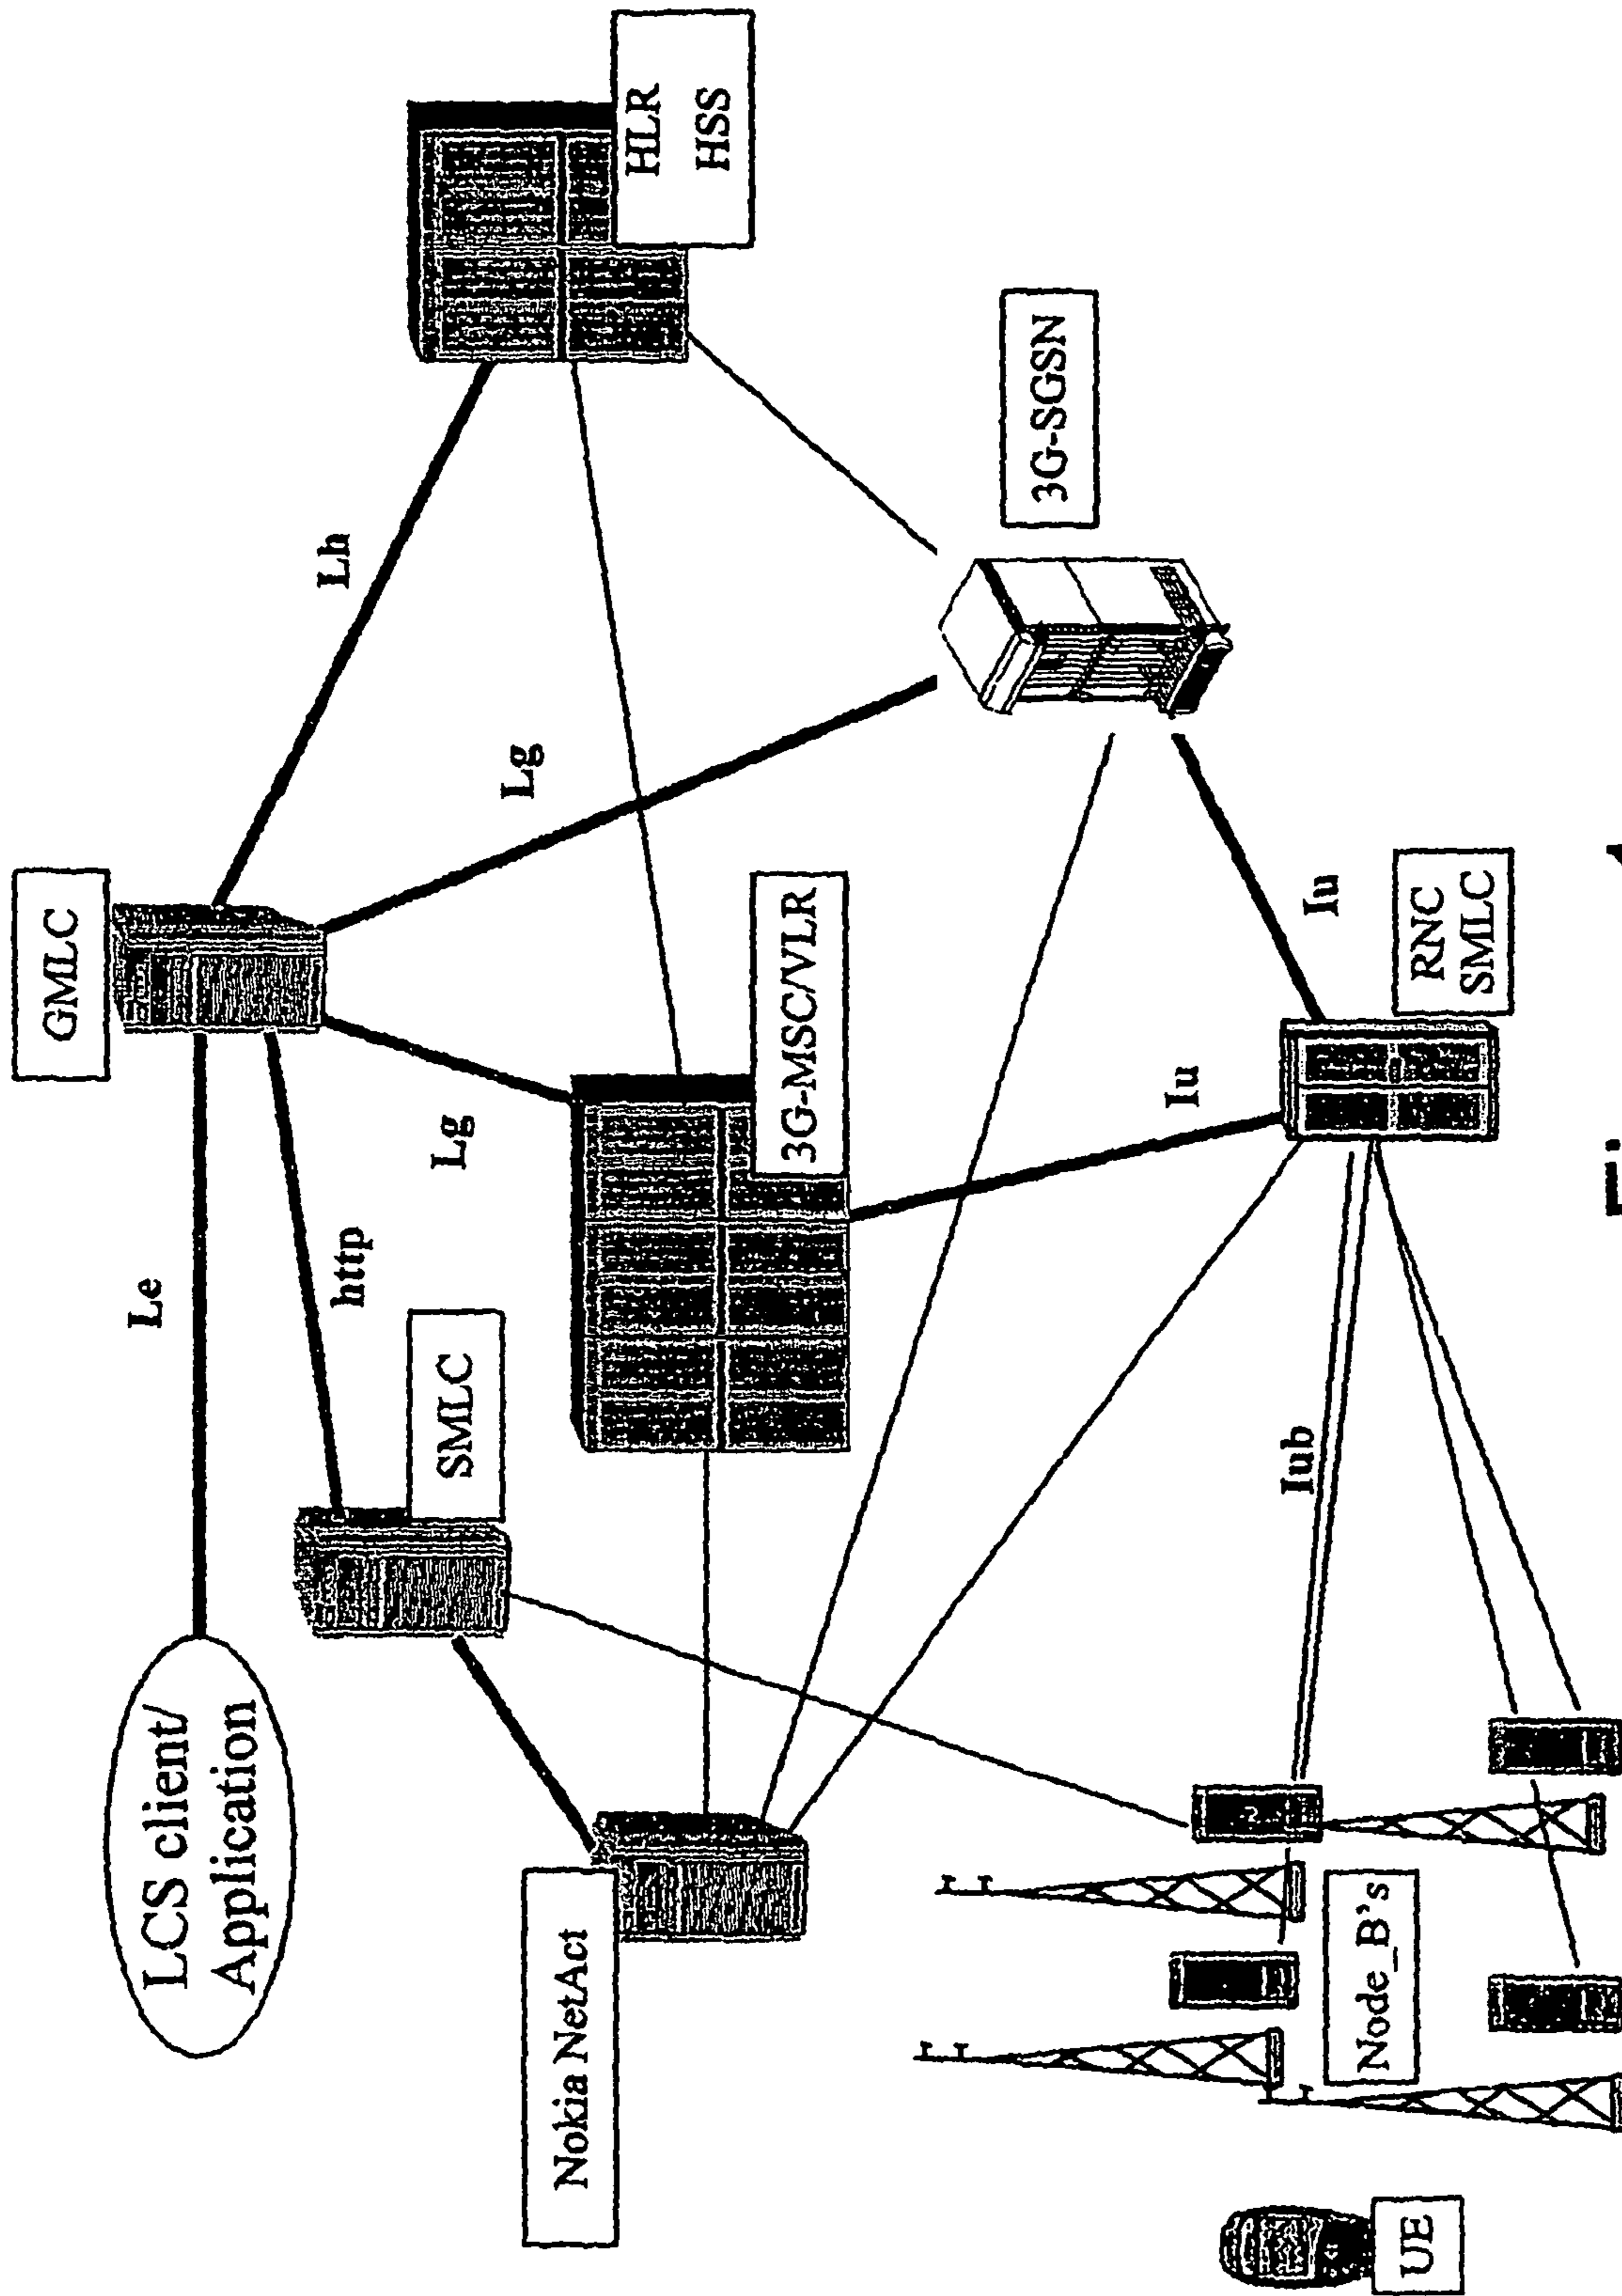 LCS client/
Application
Le
GMLC
http
SMLC
Lg
Lh
HLR
HSS
Nokia NetAct
3G-MSC/VLR
Lg
3G-SGSN
Iu
Iu
RNC
SMLC
Iub
Node_B's
UE